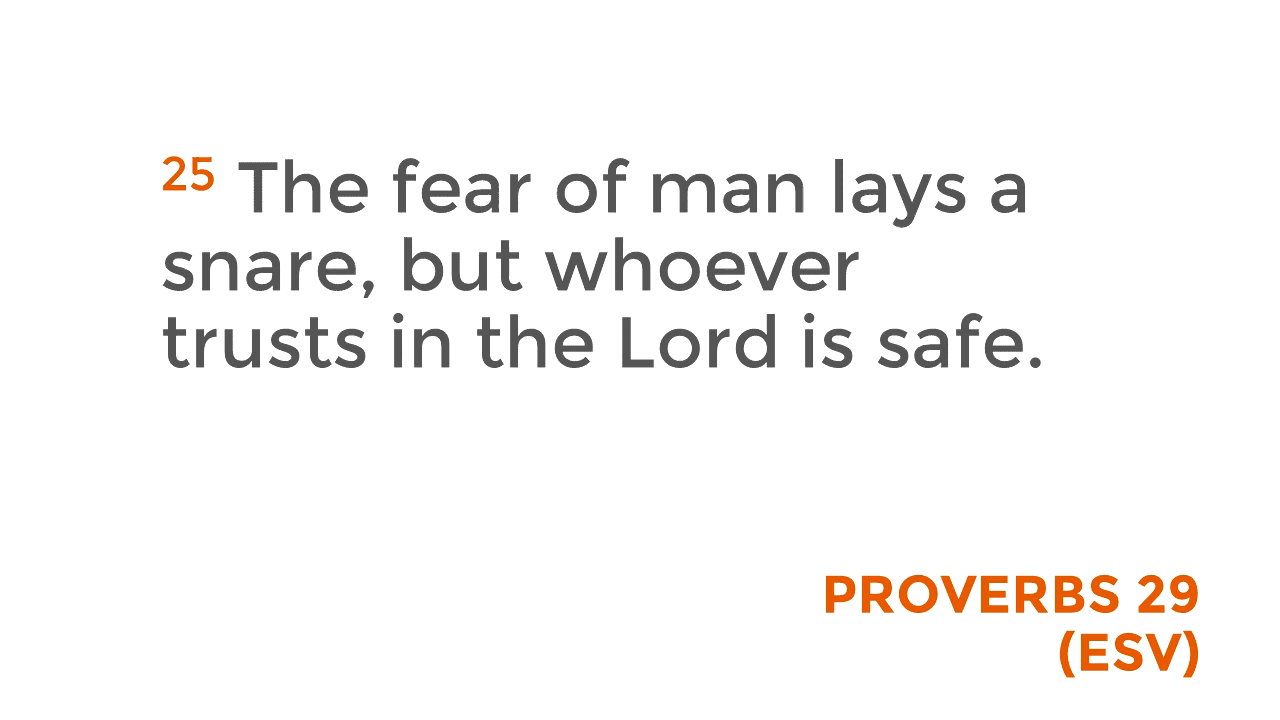 25 The fear of man lays a
snare, but whoever
trusts in the Lord is safe.
PROVERBS 29
(ESV)